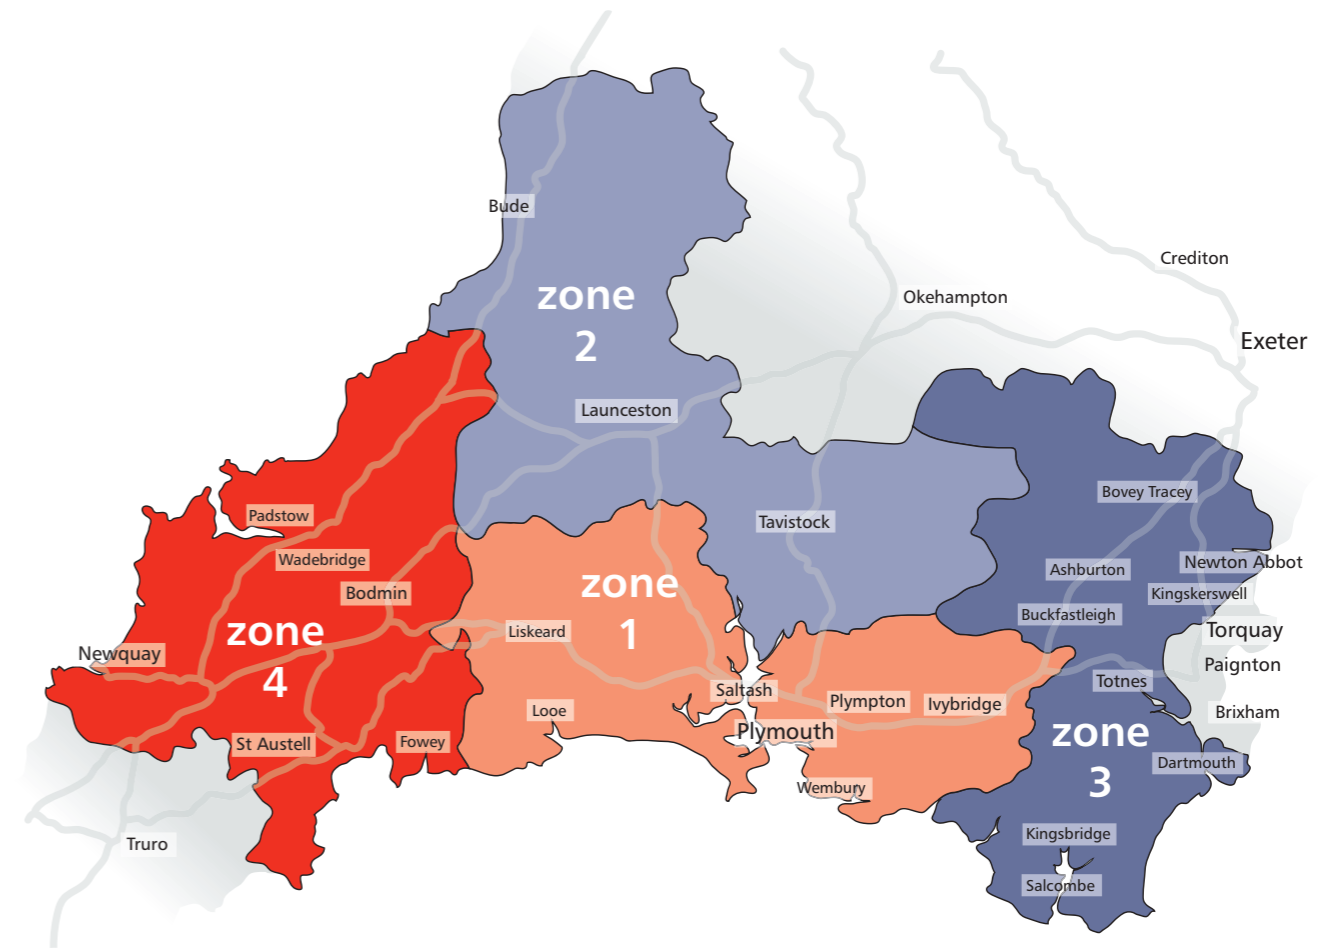 Bude
Crediton
zone
2
Okehampton
Exeter
Launceston
Bovey Tracey
Padstow
Tavistock
Wadebridge
Newton Abbot
Ashburton
zone
1
Bodmin
Kingskerswell
Buckfastleigh
zone
4
Liskeard
Torquay
Newquay
Paignton
Totnes
Saltash
Plympton
Ivybridge
Looe
Brixham
Plymouth
zone
3
St Austell
Fowey
Dartmouth
Wembury
Kingsbridge
Truro
Salcombe